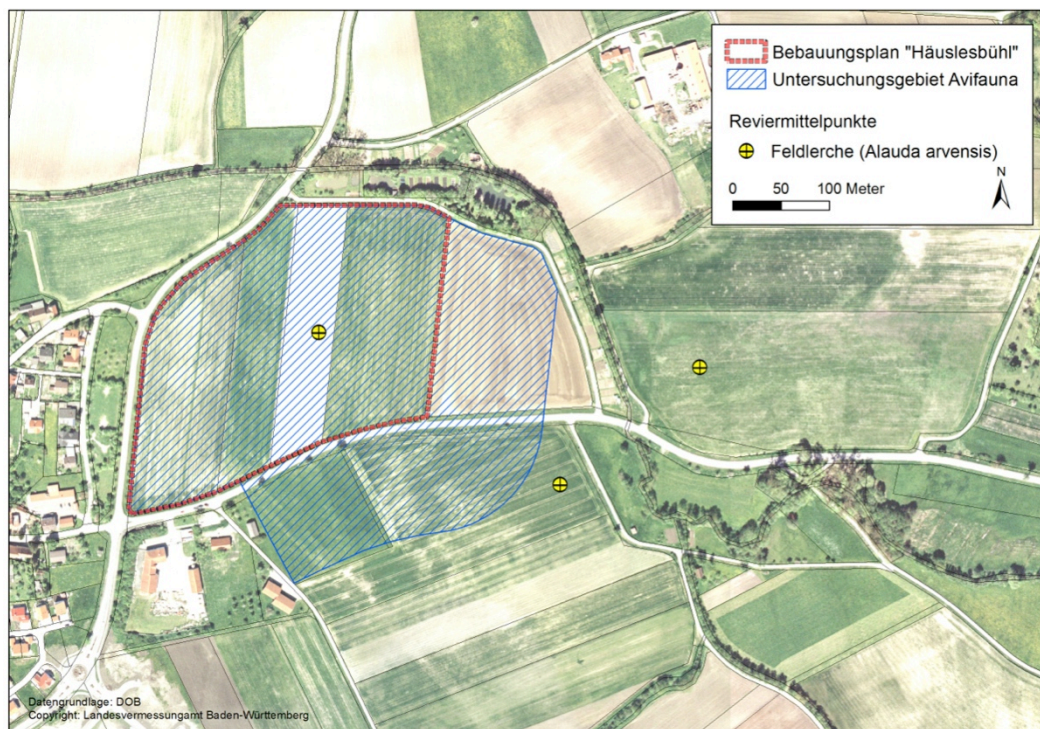 Bebauungsplan "Häuslesbühl"
Untersuchungsgebiet Avifauna
Reviermittelpunkte
Feldlerche (Alauda arvensis)
0 50 100 Meter
N
Datengrundlage: DOB
Copyright: Landesvermessungamt Baden-Württemberg